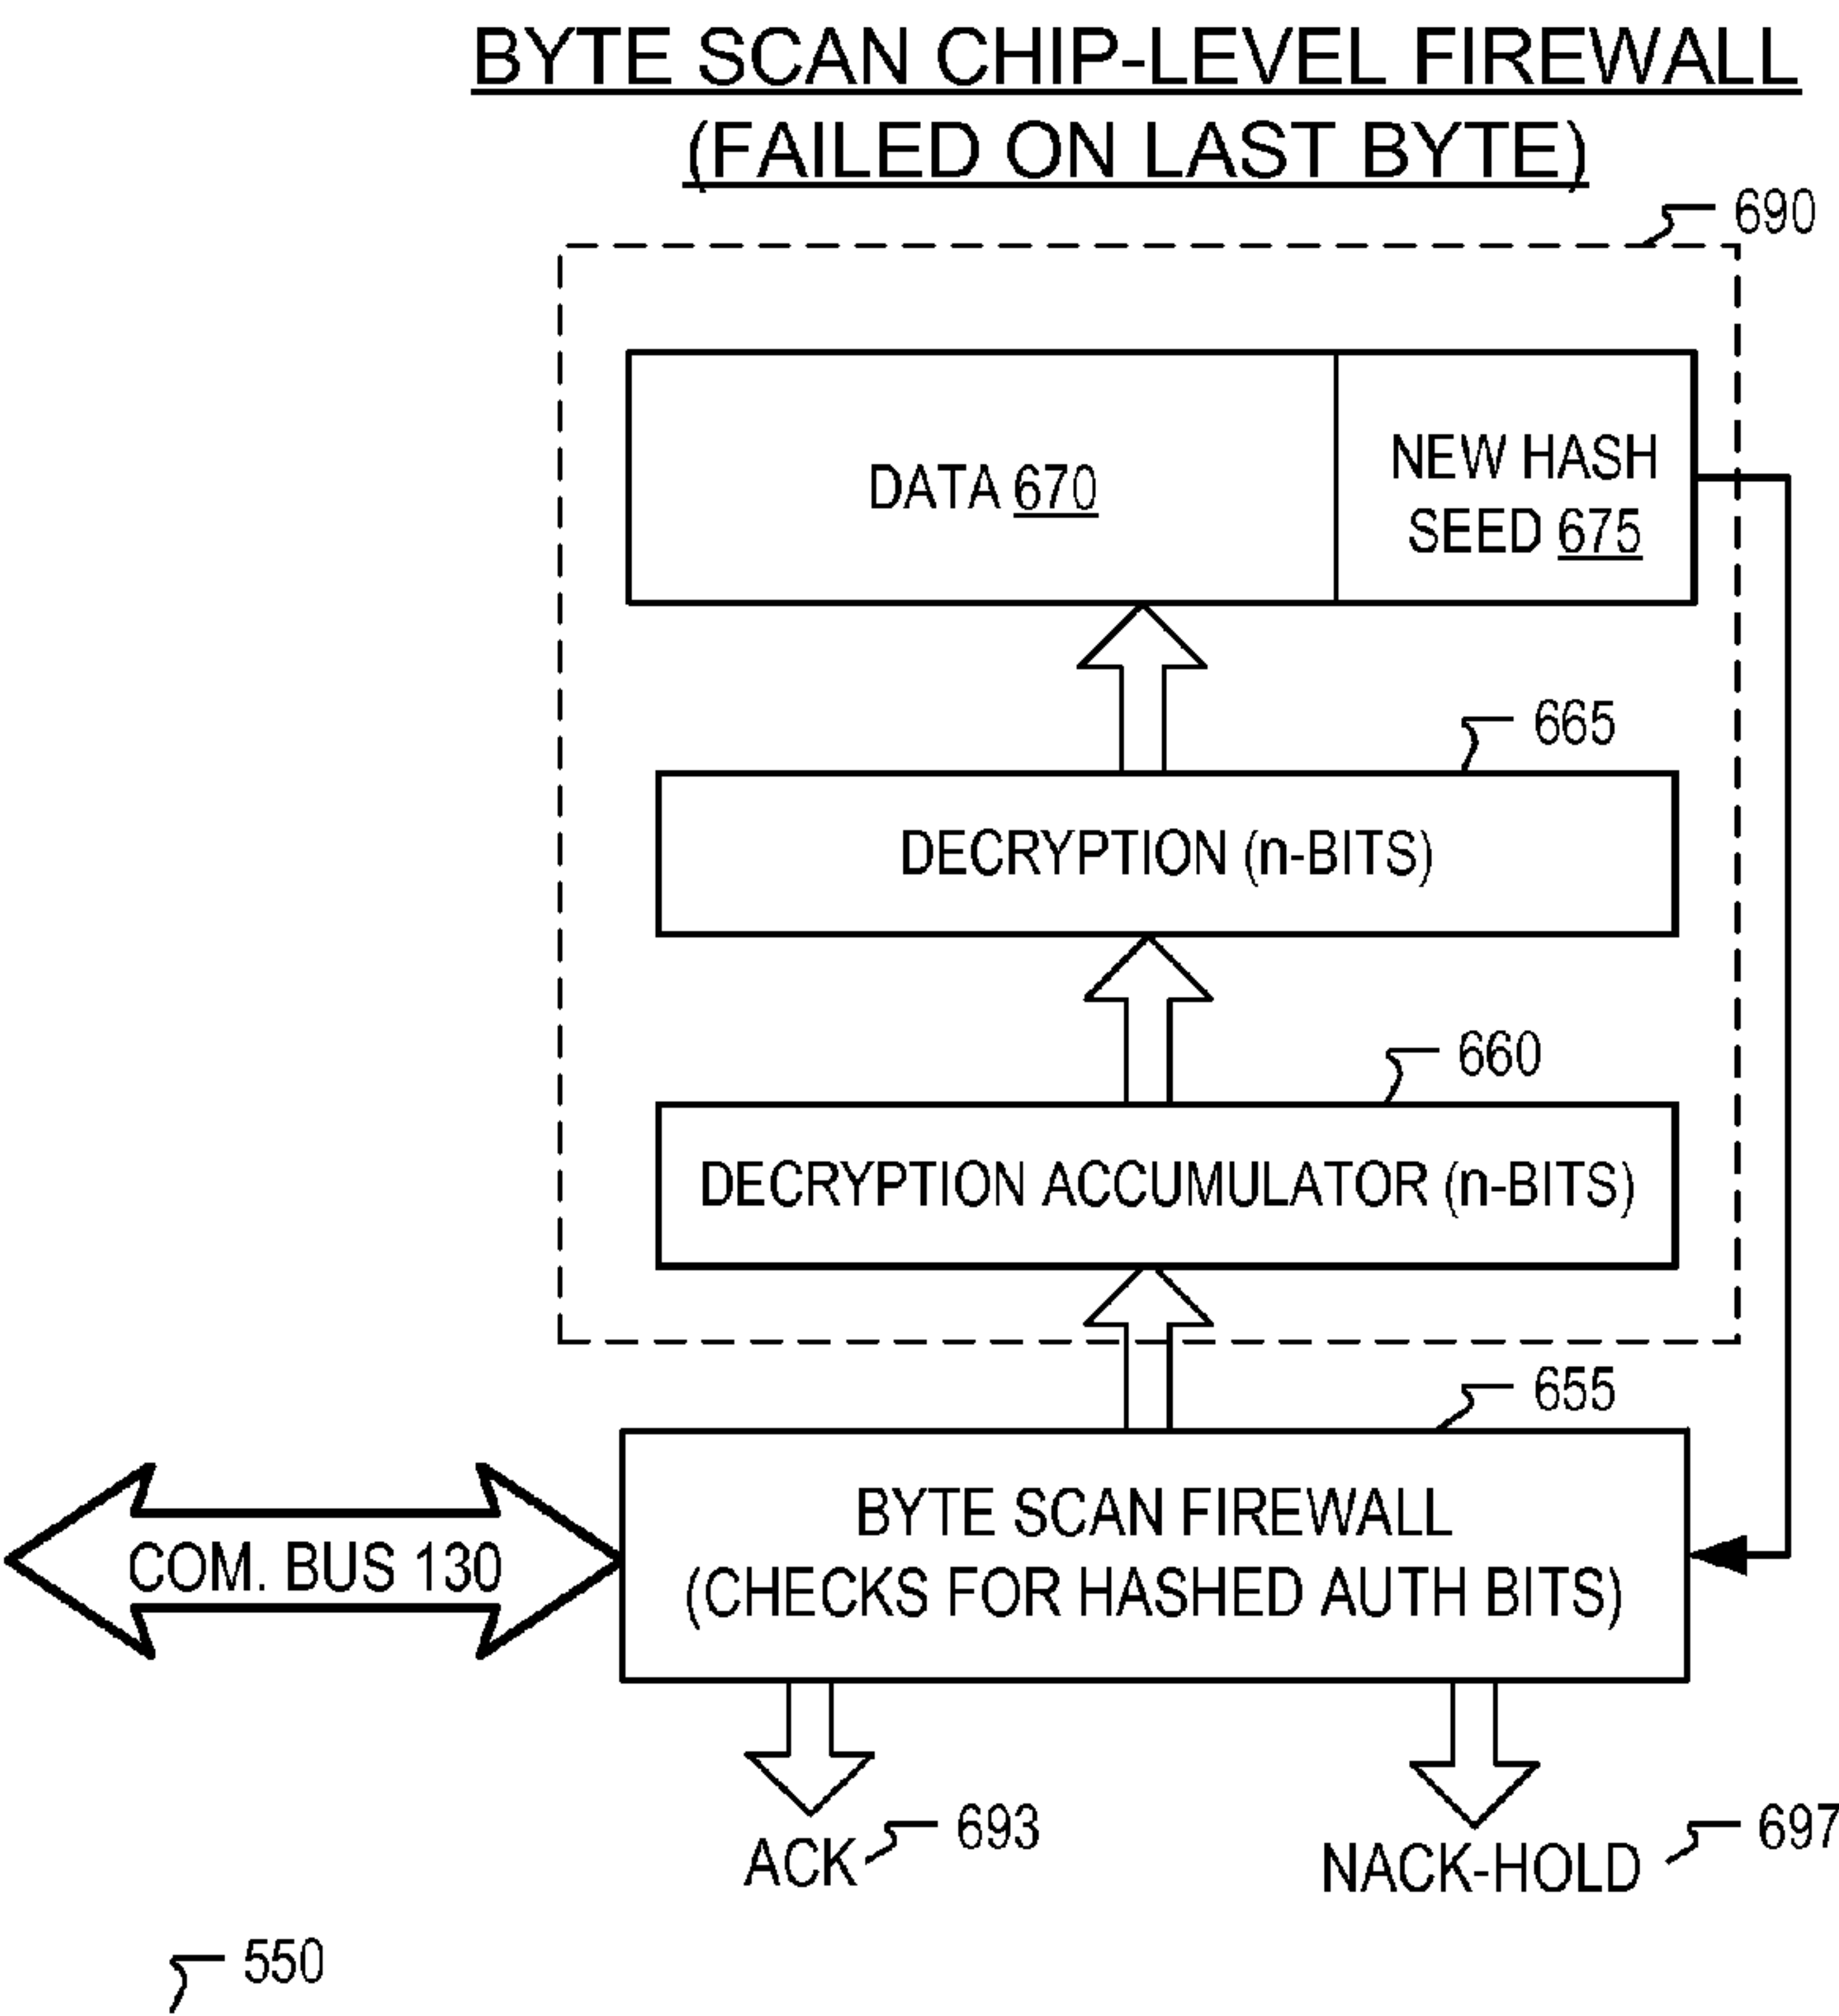 BYTE SCAN CHIP-LEVEL FIREWALL
(FAILED ON LAST BYTE)
690
DATA 670
NEW HASH
SEED 675
665
DECRYPTION (n-BITS)
660
DECRYPTION ACCUMULATOR (n-BITS)
655
BYTE SCAN FIREWALL
(CHECKS FOR HASHED AUTH BITS)
COM. BUS 130
ACK
693
NACK-HOLD
697
550